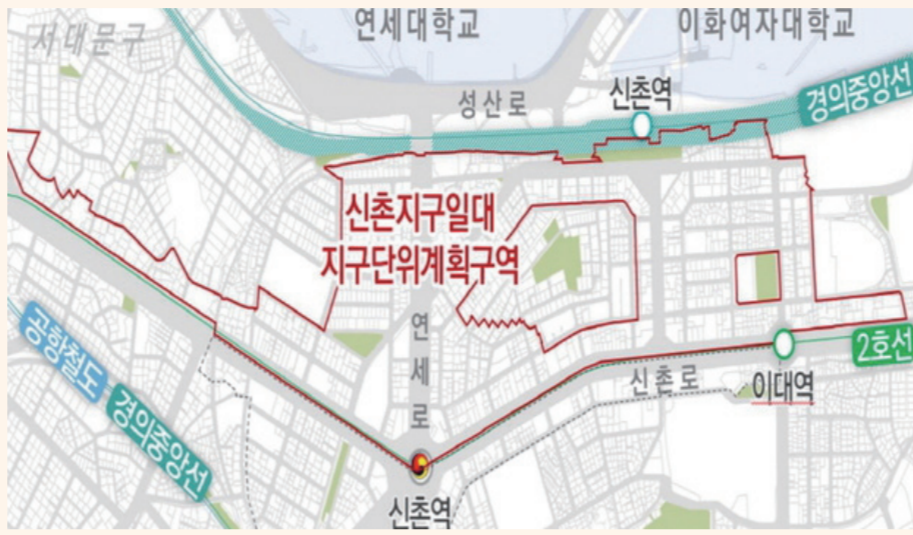 연세대학교
이화여자대학교
서대문구
성산로
신촌역
경의중앙선
신촌지구일대
지구단위계획구역
연세로
공항철도
경의중앙선
2호선
신촌로
이대역
신촌역